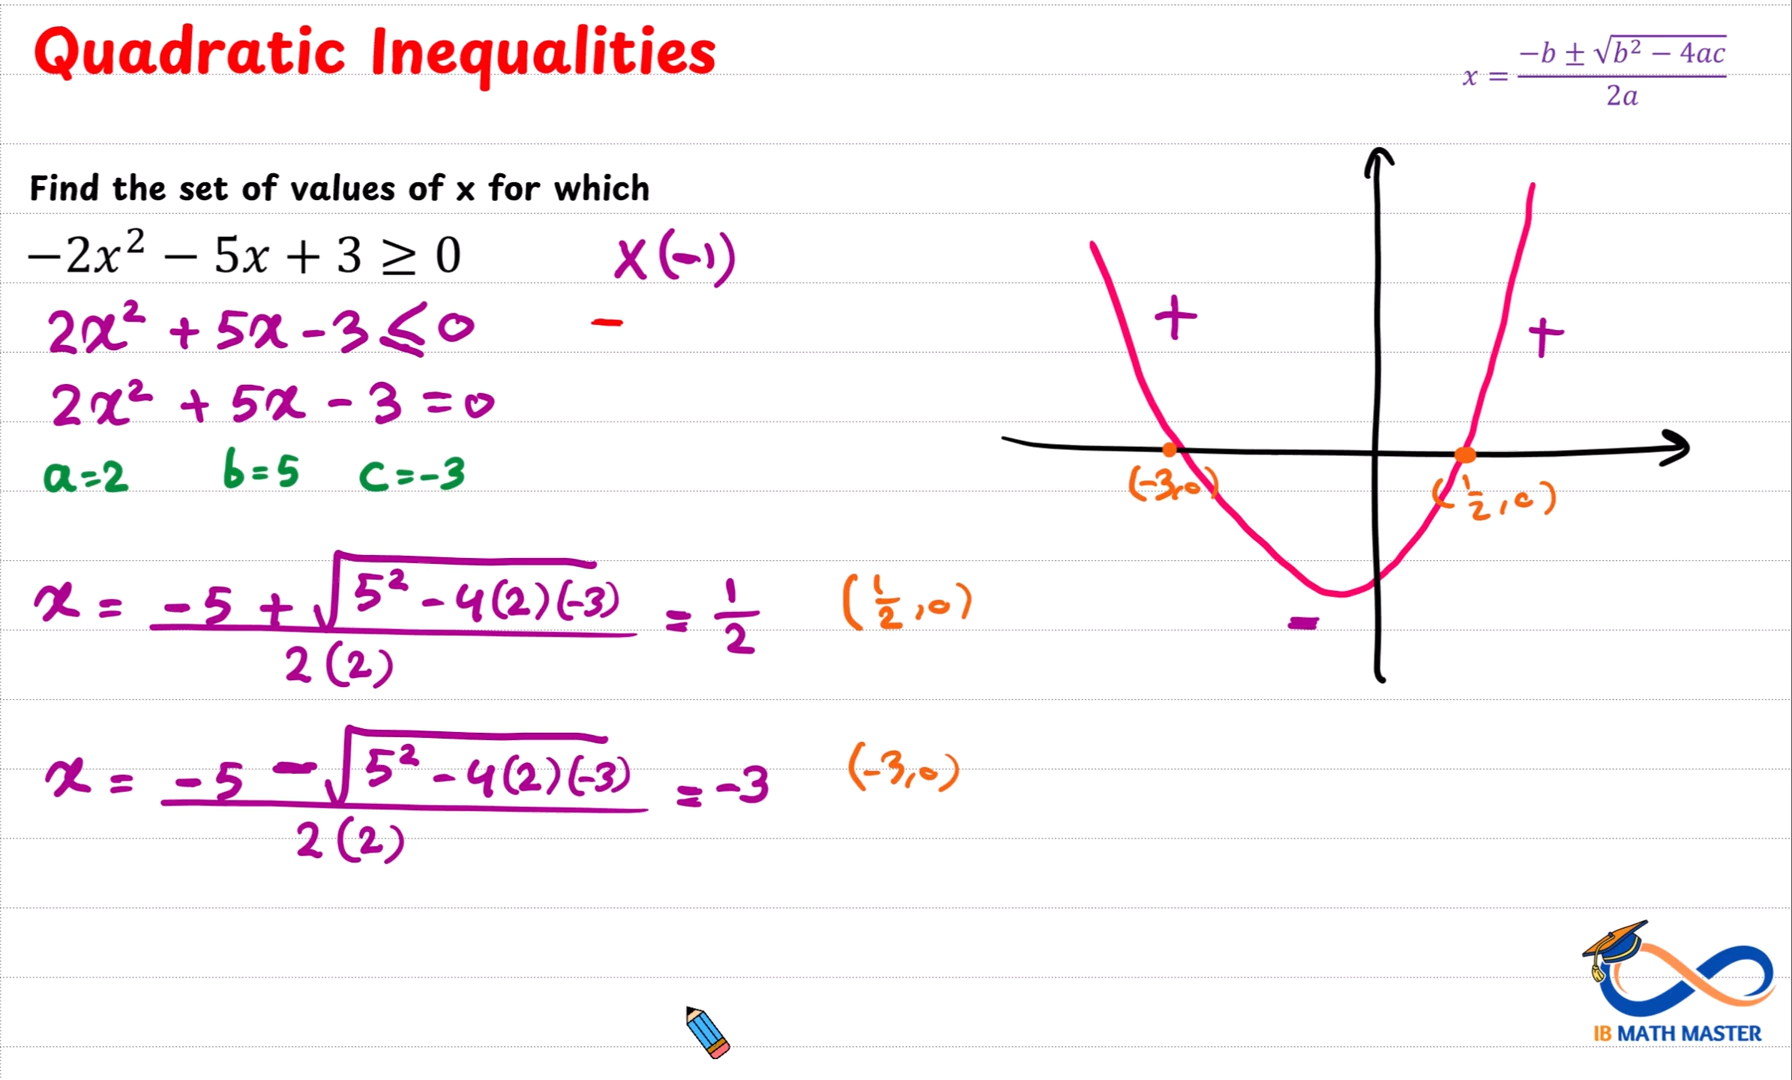 Quadratic Inequalities
x = (-b ± √(b² − 4ac)) / 2a
Find the set of values of x for which
−2x² − 5x + 3 ≥ 0
×(-1)
2x² + 5x - 3 ≤ 0
-
2x² + 5x - 3 = 0
a=2 b=5 c=-3
x = (-5 + √(5² - 4(2)(-3))) / 2(2) = 1/2
(1/2, 0)
x = (-5 - √(5² - 4(2)(-3))) / 2(2) = -3
(-3, 0)
+
+
(-3, 0)
(1/2, 0)
-
IB MATH MASTER